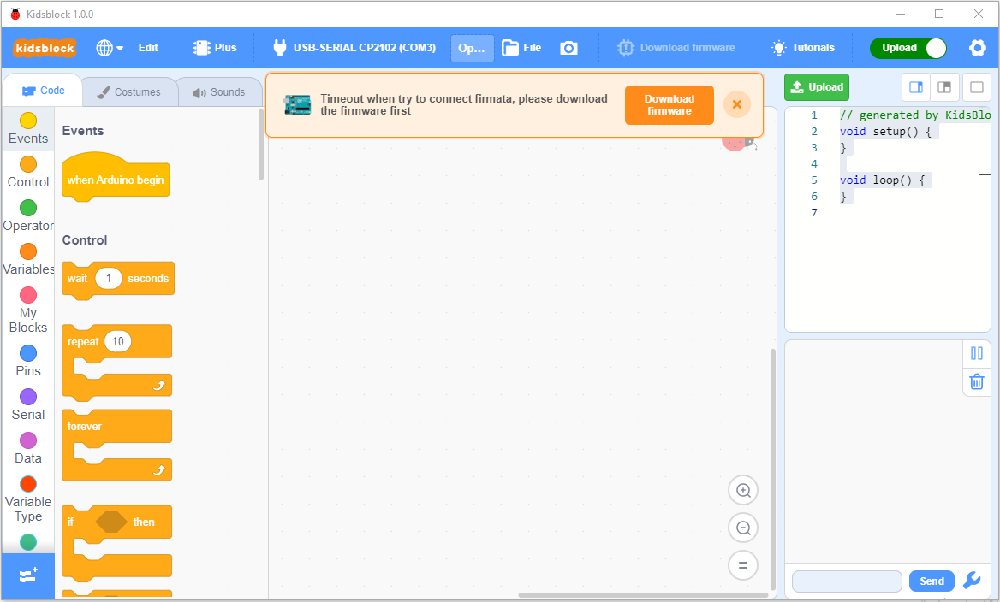 Kidsblock 1.0.0
kidsblock
Edit
Plus
USB-SERIAL CP2102 (COM3)
Op...
File
Download firmware
Tutorials
Upload
Code
Costumes
Sounds
Timeout when try to connect firmata, please download
the firmware first
Download
firmware
Upload
Events
Control
Operator
Variables
My
Blocks
Pins
Serial
Data
Variable
Type
Events
when Arduino begin
Control
wait 1 seconds
repeat 10
forever
if then
1 // generated by KidsBlo
2 void setup() {
3 }
4
5 void loop() {
6 }
7
Send